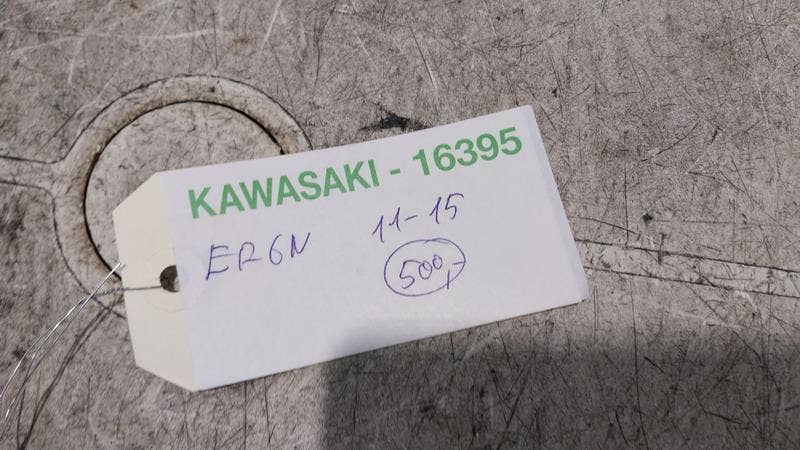 KAWASAKI - 16395
ER6N 11-15
500,-